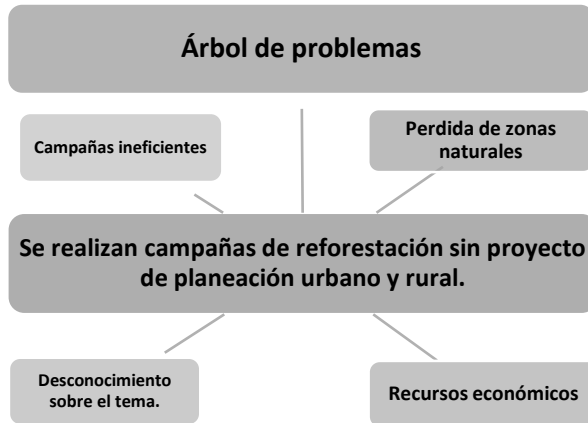 Árbol de problemas
Campañas ineficientes
Perdida de zonas
naturales
Se realizan campañas de reforestación sin proyecto
de planeación urbano y rural.
Desconocimiento
sobre el tema.
Recursos económicos